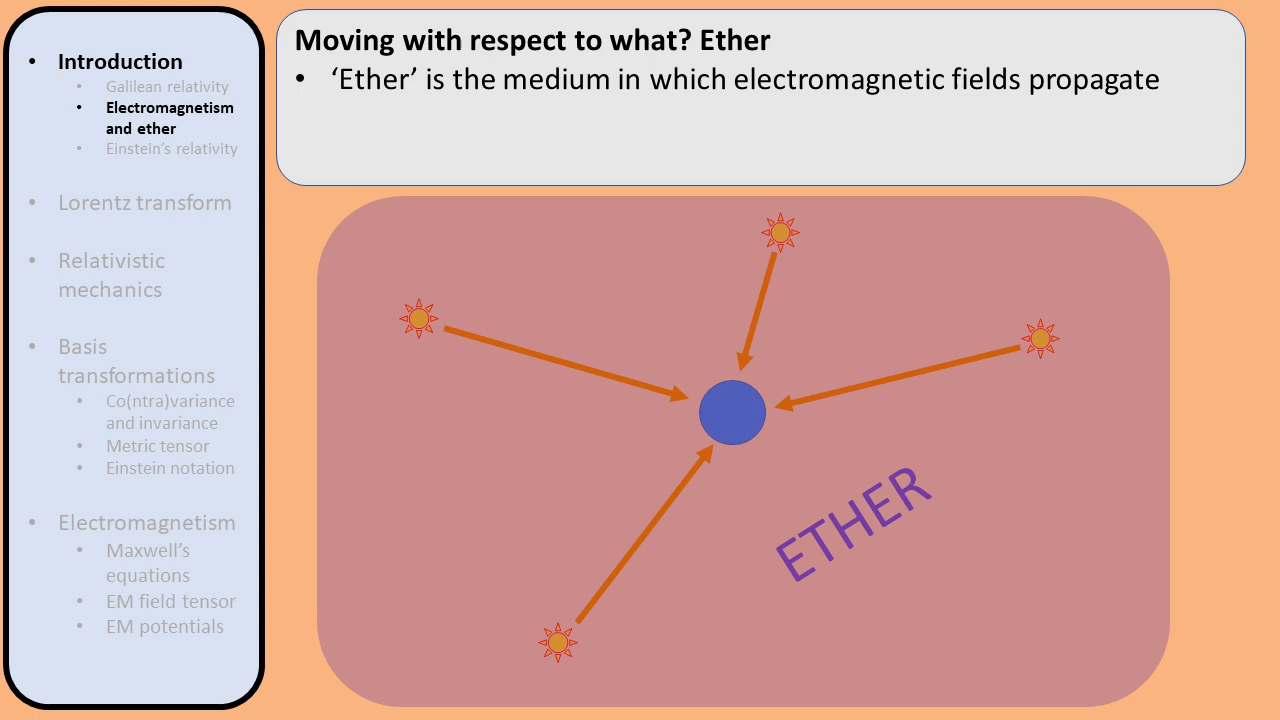 • Introduction
• Galilean relativity
• Electromagnetism
and ether
• Einstein's relativity
• Lorentz transform
• Relativistic
mechanics
• Basis
transformations
• Co(ntra)variance
and invariance
• Metric tensor
• Einstein notation
• Electromagnetism
• Maxwell's
equations
• EM field tensor
• EM potentials
Moving with respect to what? Ether
• ‘Ether’ is the medium in which electromagnetic fields propagate
ETHER